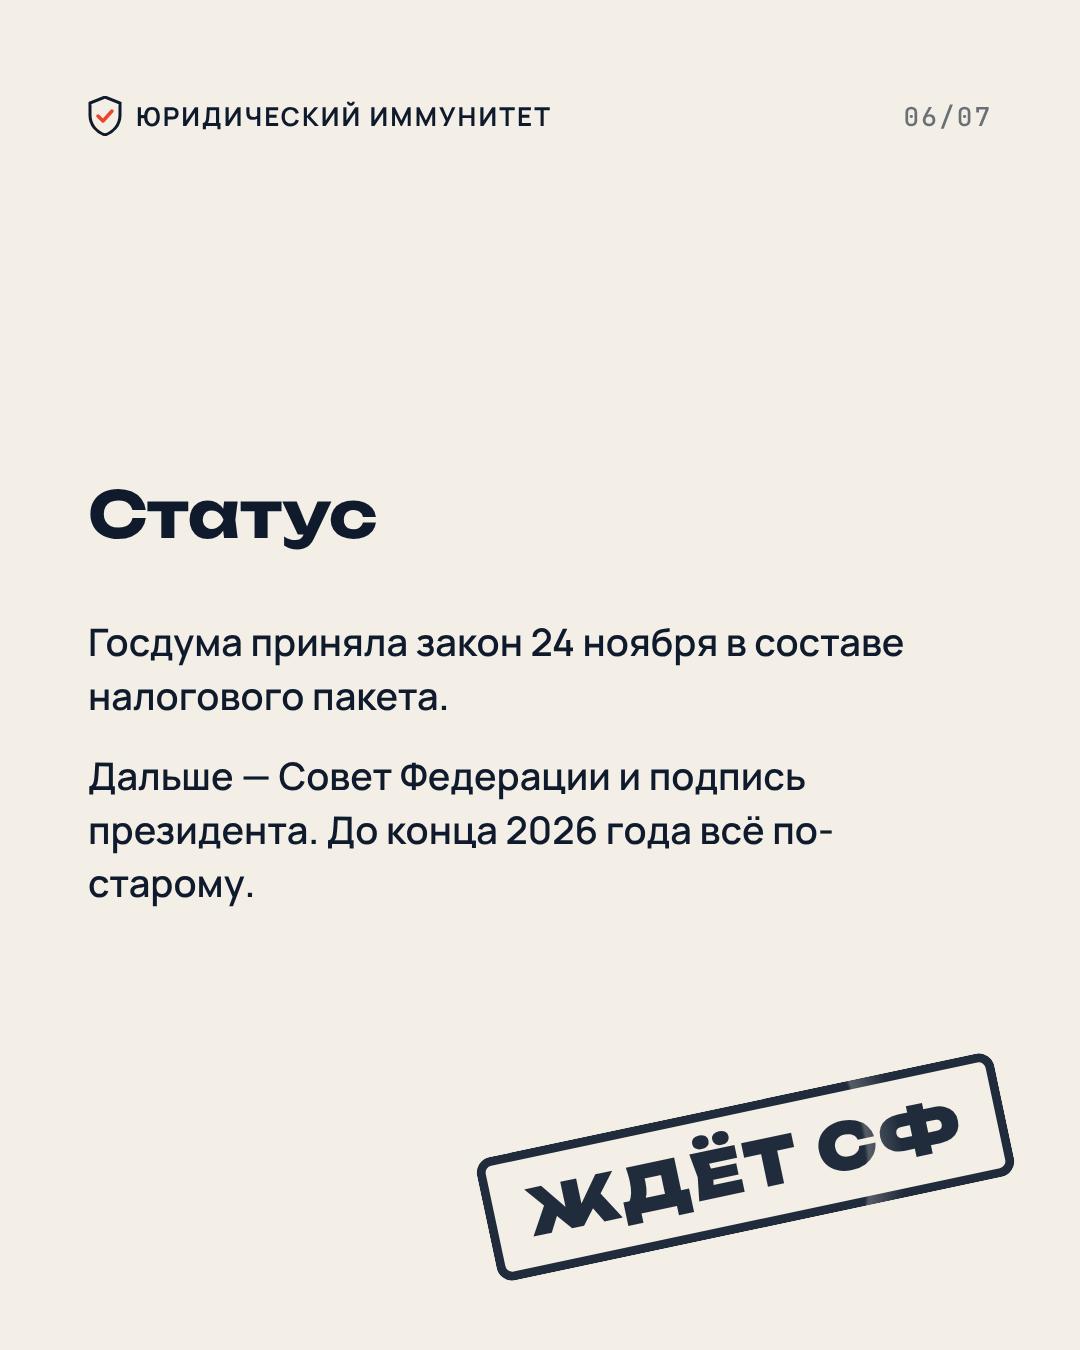 ЮРИДИЧЕСКИЙ ИММУНИТЕТ
06/07
Статус
Госдума приняла закон 24 ноября в составе
налогового пакета.
Дальше — Совет Федерации и подпись
президента. До конца 2026 года всё по-
старому.
ЖДЁТ СФ